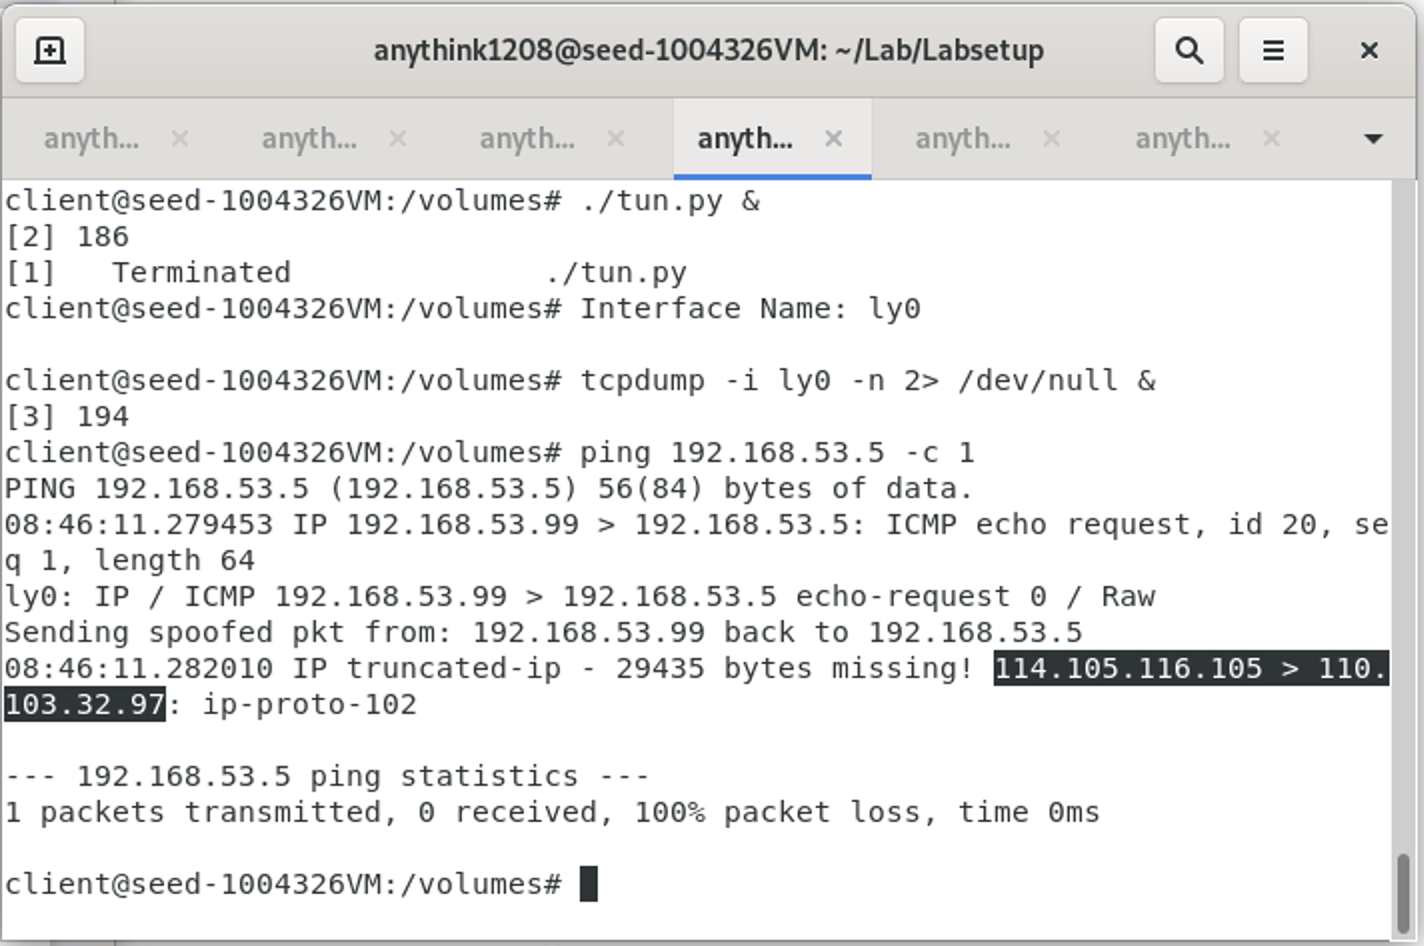 anythink1208@seed-1004326VM: ~/Lab/Labsetup
anyth... anyth... anyth... anyth... anyth... anyth...
client@seed-1004326VM:/volumes# ./tun.py &
[2] 186
[1]   Terminated              ./tun.py
client@seed-1004326VM:/volumes# Interface Name: ly0
client@seed-1004326VM:/volumes# tcpdump -i ly0 -n 2> /dev/null &
[3] 194
client@seed-1004326VM:/volumes# ping 192.168.53.5 -c 1
PING 192.168.53.5 (192.168.53.5) 56(84) bytes of data.
08:46:11.279453 IP 192.168.53.99 > 192.168.53.5: ICMP echo request, id 20, se
q 1, length 64
ly0: IP / ICMP 192.168.53.99 > 192.168.53.5 echo-request 0 / Raw
Sending spoofed pkt from: 192.168.53.99 back to 192.168.53.5
08:46:11.282010 IP truncated-ip - 29435 bytes missing! 114.105.116.105 > 110.
103.32.97: ip-proto-102
--- 192.168.53.5 ping statistics ---
1 packets transmitted, 0 received, 100% packet loss, time 0ms
client@seed-1004326VM:/volumes#